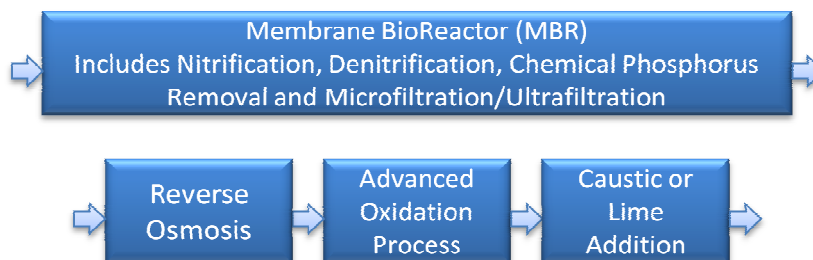 Membrane BioReactor (MBR)
Includes Nitrification, Denitrification, Chemical Phosphorus
Removal and Microfiltration/Ultrafiltration
Reverse
Osmosis
Advanced
Oxidation
Process
Caustic or
Lime
Addition